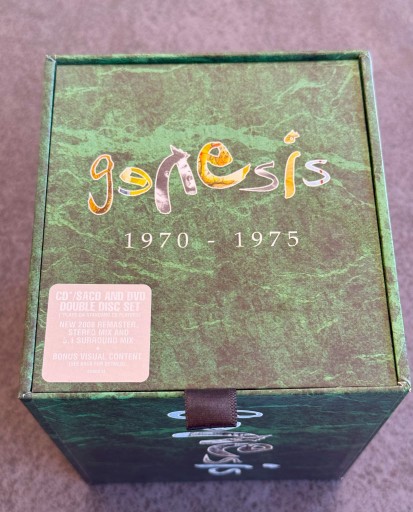 genesis
1970 - 1975
CD*/SACD AND DVD
DOUBLE DISC SET
NEW 2008 REMASTER,
STEREO MIX AND
5.1 SURROUND MIX
+
BONUS VISUAL CONTENT
genesis